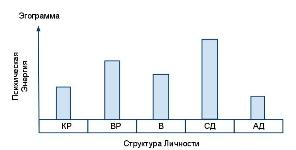 Эгограмма
Психическая
Энергия
КР ВР В СД АД
Структура Личности